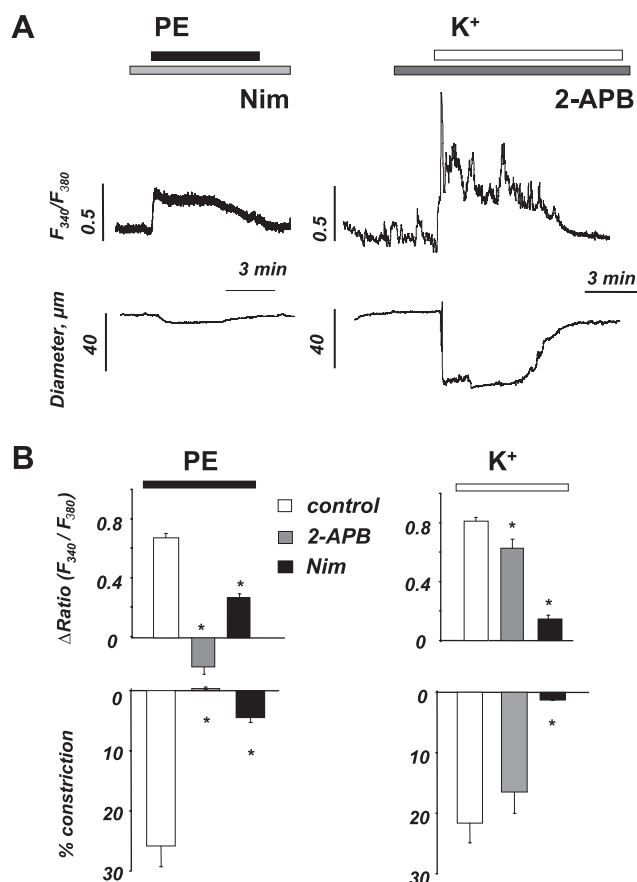 A
PE
K+
Nim
2-APB
F340/F380
0.5
0.5
3 min
3 min
Diameter, µm
40
40
B
PE
K+
control
2-APB
Nim
ΔRatio (F340 / F380)
0.8
0.4
0
*
*
0.8
0.4
0
*
*
% constriction
0
10
20
30
*
*
0
10
20
30
*